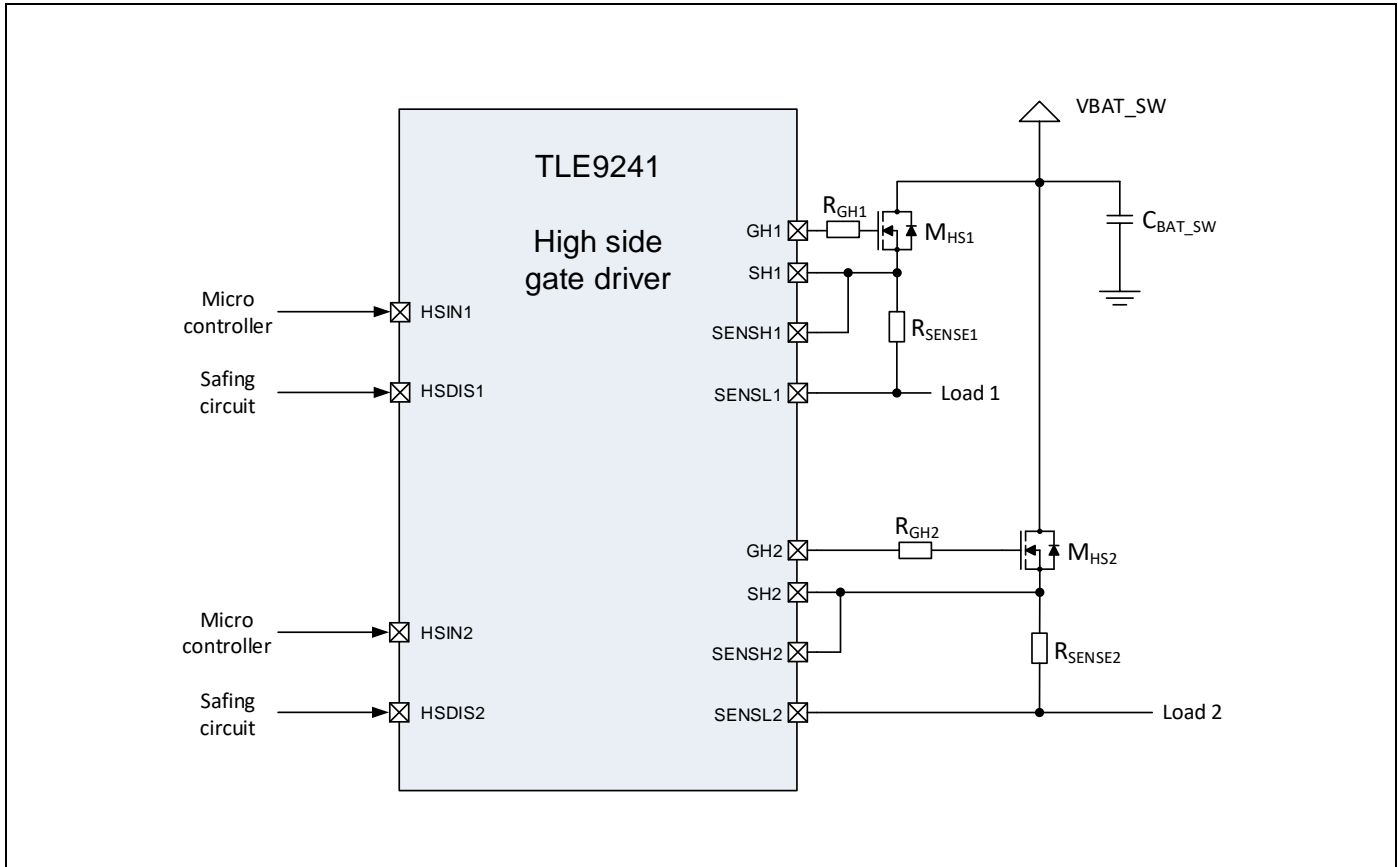 VBAT_SW
TLE9241
High side
gate driver
GH1
RGH1
MHS1
CBAT_SW
SH1
Micro
controller
HSIN1
SENSH1
RSENSE1
Safing
circuit
HSDIS1
SENSL1
Load 1
GH2
RGH2
MHS2
SH2
Micro
controller
HSIN2
SENSH2
RSENSE2
Safing
circuit
HSDIS2
SENSL2
Load 2